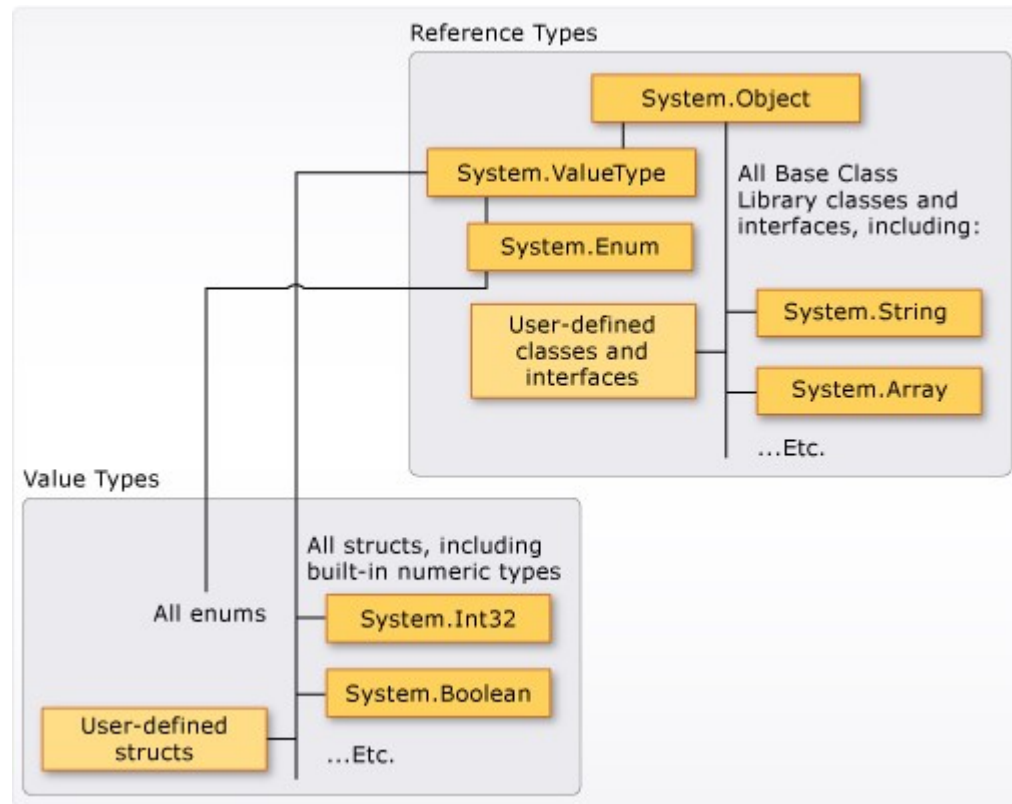 Reference Types
System.Object
System.ValueType
All Base Class
Library classes and
interfaces, including:
System.Enum
User-defined
classes and
interfaces
System.String
System.Array
...Etc.
Value Types
All structs, including
built-in numeric types
All enums
System.Int32
System.Boolean
User-defined
structs
...Etc.